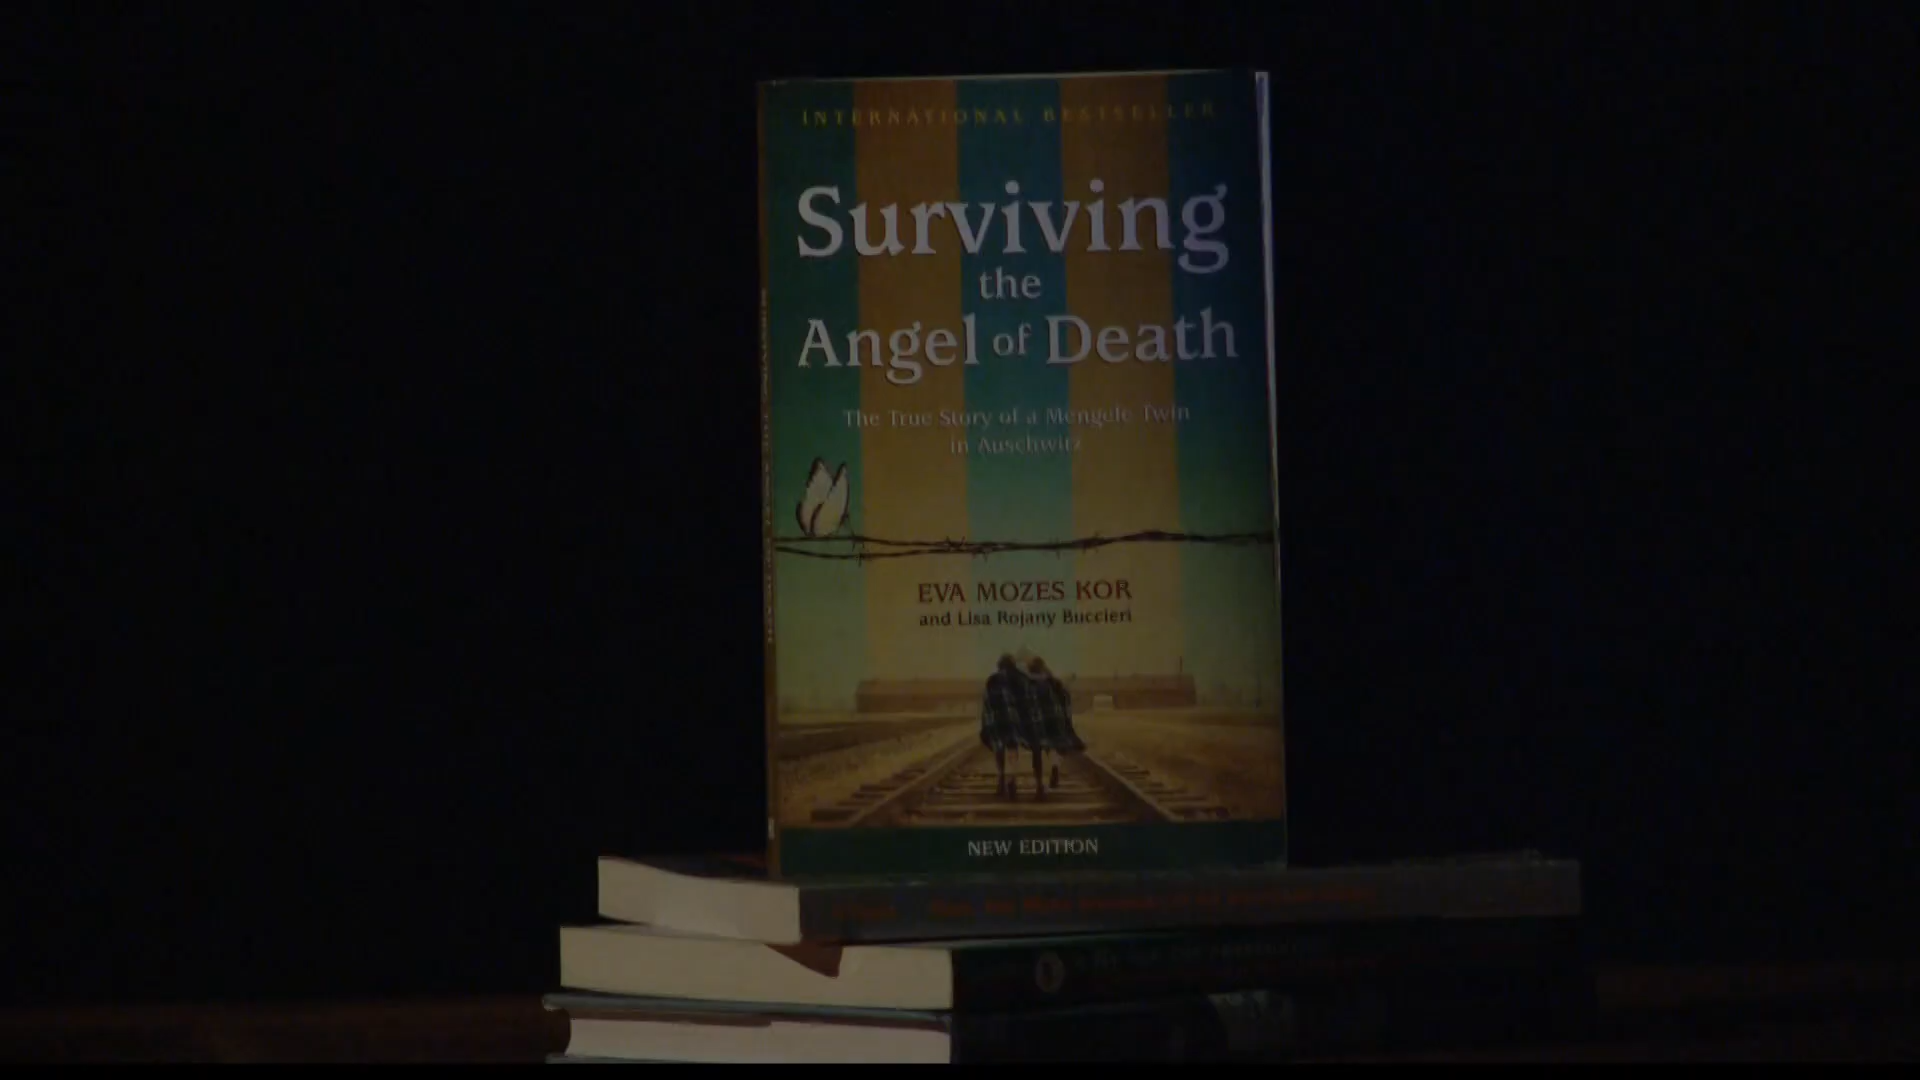 INTERNATIONAL BESTSELLER
Surviving
the
Angel of Death
The True Story of a Mengele Twin
in Auschwitz
EVA MOZES KOR
and Lisa Rojany Buccieri
NEW EDITION